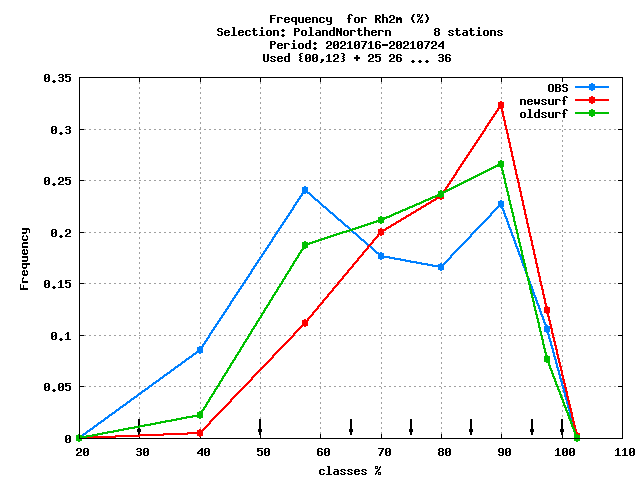 Frequency for Rh2m (%)
Selection: PolandNorthern 8 stations
Period: 20210716-20210724
Used {00,12} + 25 26 ... 36
OBS
newsurf
oldsurf
0.35
0.3
0.25
0.2
0.15
0.1
0.05
0
Frequency
20 30 40 50 60 70 80 90 100 110
classes %